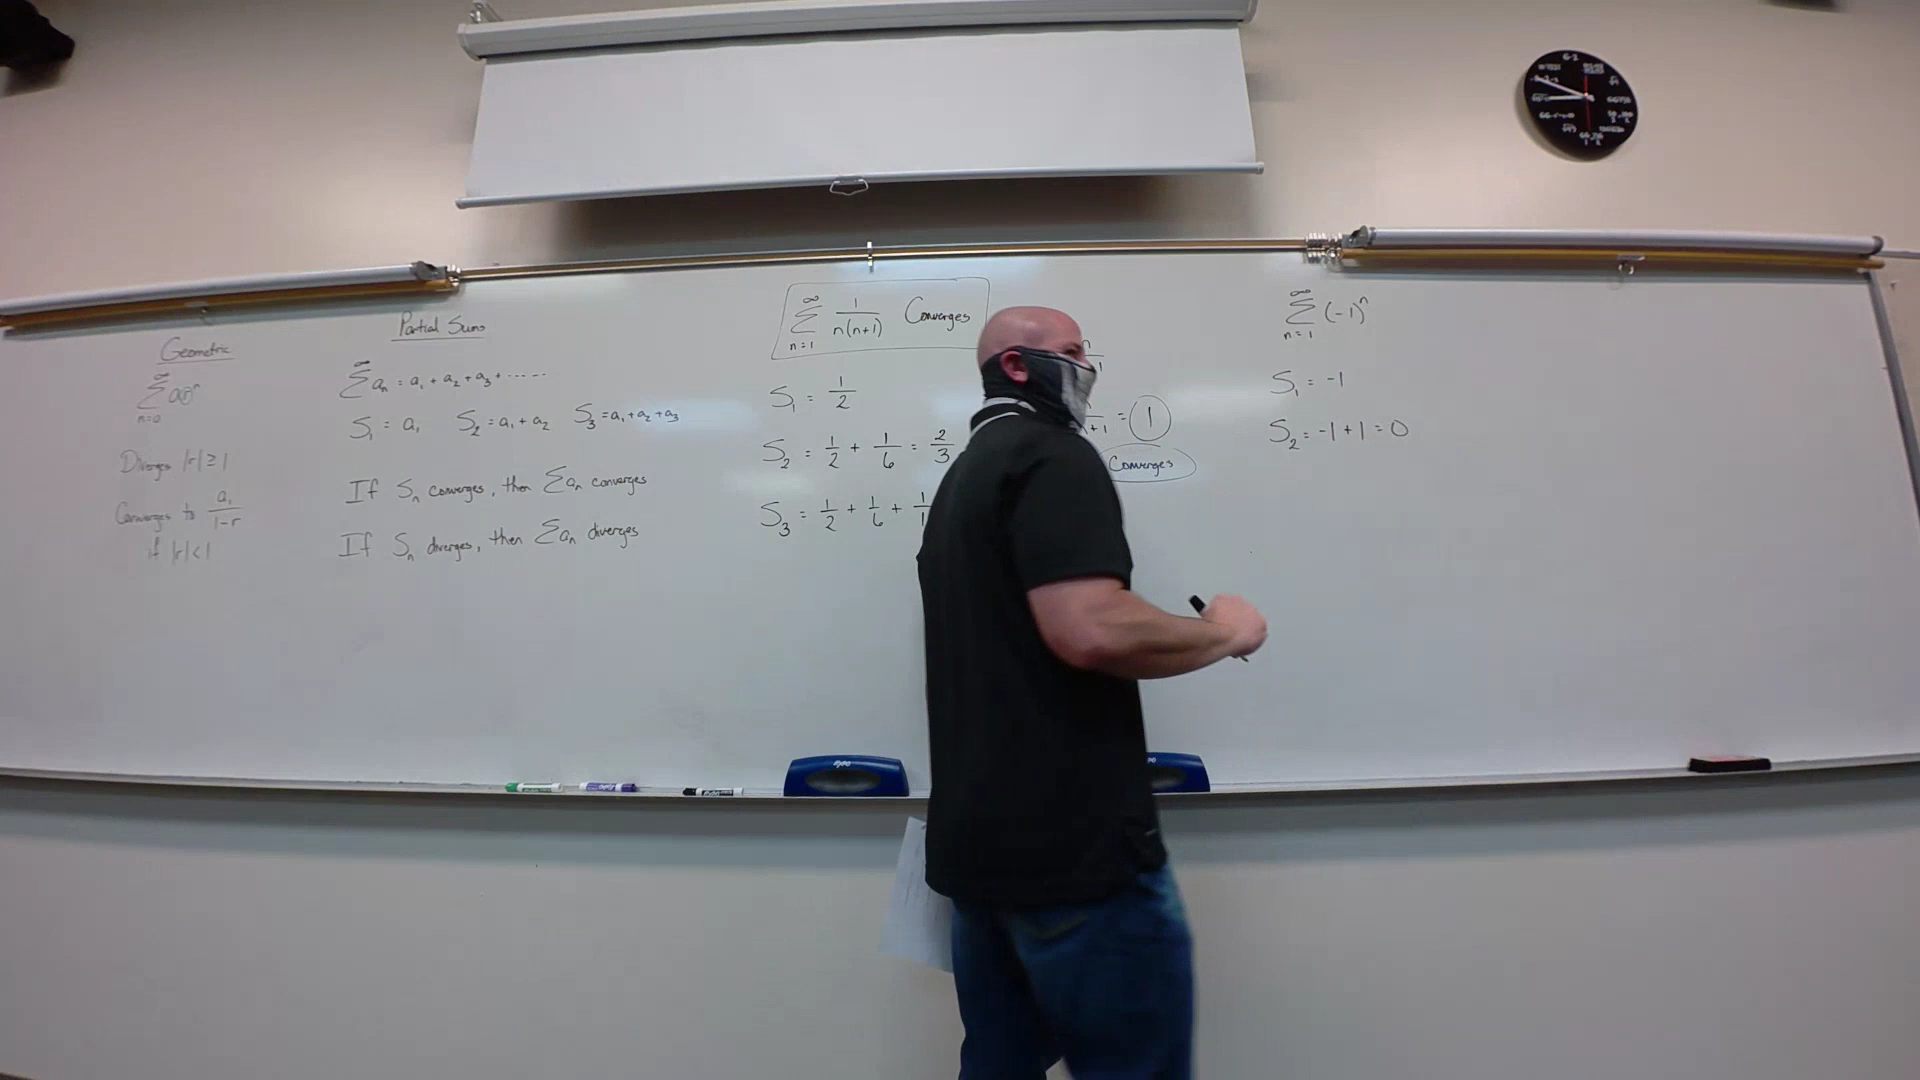 Geometric
∞
∑ a(r)ⁿ
n=0
Diverges |r| ≥ 1
Converges to a₁/(1-r)
if |r| < 1
Partial Sums
∞
∑ aₙ = a₁ + a₂ + a₃ + ······
S₁ = a₁ S₂ = a₁ + a₂ S₃ = a₁ + a₂ + a₃
If Sₙ converges, then ∑aₙ converges
If Sₙ diverges, then ∑aₙ diverges
∞
∑ 1/(n(n+1)) Converges
n=1
S₁ = 1/2
S₂ = 1/2 + 1/6 = 2/3
S₃ = 1/2 + 1/6 +
= 1
Converges
∞
∑ (-1)ⁿ
n=1
S₁ = -1
S₂ = -1 + 1 = 0
expo